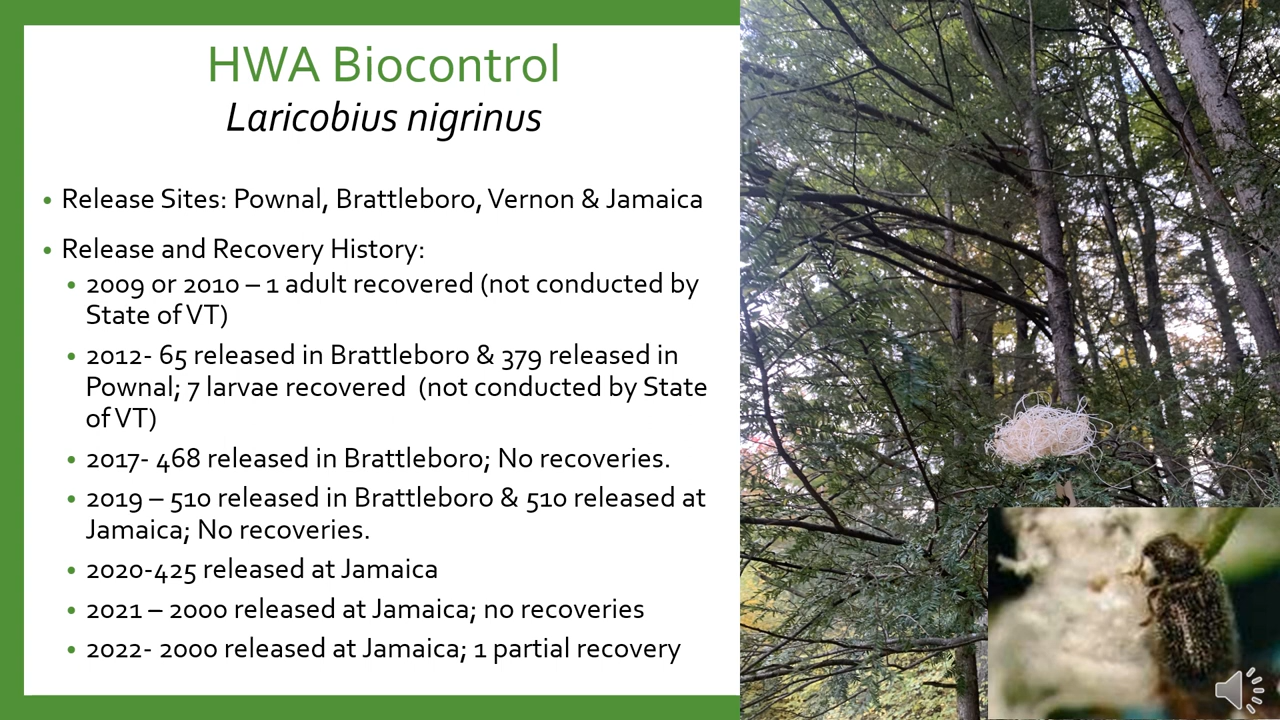 HWA Biocontrol
Laricobius nigrinus
• Release Sites: Pownal, Brattleboro, Vernon & Jamaica
• Release and Recovery History:
• 2009 or 2010 – 1 adult recovered (not conducted by
State of VT)
• 2012- 65 released in Brattleboro & 379 released in
Pownal; 7 larvae recovered (not conducted by State
of VT)
• 2017- 468 released in Brattleboro; No recoveries.
• 2019 – 510 released in Brattleboro & 510 released at
Jamaica; No recoveries.
• 2020-425 released at Jamaica
• 2021 – 2000 released at Jamaica; no recoveries
• 2022- 2000 released at Jamaica; 1 partial recovery